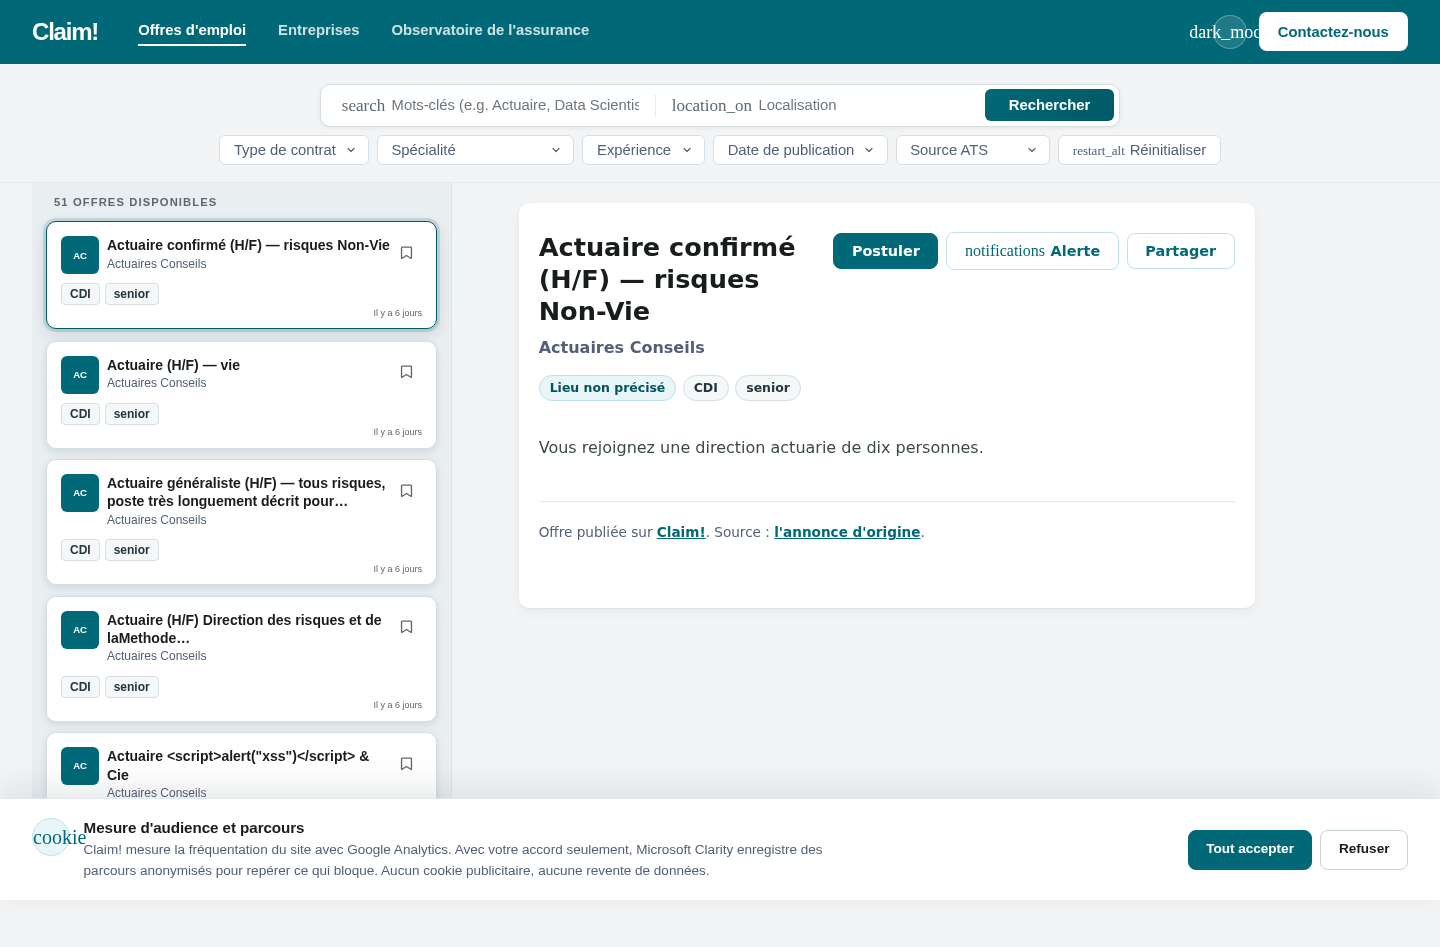 Claim!
Offres d'emploi
Entreprises
Observatoire de l'assurance
dark_mod
Contactez-nous
search Mots-clés (e.g. Actuaire, Data Scientis
location_on Localisation
Rechercher
Type de contrat
Spécialité
Expérience
Date de publication
Source ATS
restart_alt Réinitialiser
51 OFFRES DISPONIBLES
AC
Actuaire confirmé (H/F) — risques Non-Vie
Actuaires Conseils
CDI
senior
Il y a 6 jours
AC
Actuaire (H/F) — vie
Actuaires Conseils
CDI
senior
Il y a 6 jours
AC
Actuaire généraliste (H/F) — tous risques,
poste très longuement décrit pour…
Actuaires Conseils
CDI
senior
Il y a 6 jours
AC
Actuaire (H/F) Direction des risques et de
laMethode…
Actuaires Conseils
CDI
senior
Il y a 6 jours
AC
Actuaire <script>alert("xss")</script> &
Cie
Actuaires Conseils
Actuaire confirmé
(H/F) — risques
Non-Vie
Postuler
notifications Alerte
Partager
Actuaires Conseils
Lieu non précisé
CDI
senior
Vous rejoignez une direction actuarie de dix personnes.
Offre publiée sur Claim!. Source : l'annonce d'origine.
cookie
Mesure d'audience et parcours
Claim! mesure la fréquentation du site avec Google Analytics. Avec votre accord seulement, Microsoft Clarity enregistre des
parcours anonymisés pour repérer ce qui bloque. Aucun cookie publicitaire, aucune revente de données.
Tout accepter
Refuser